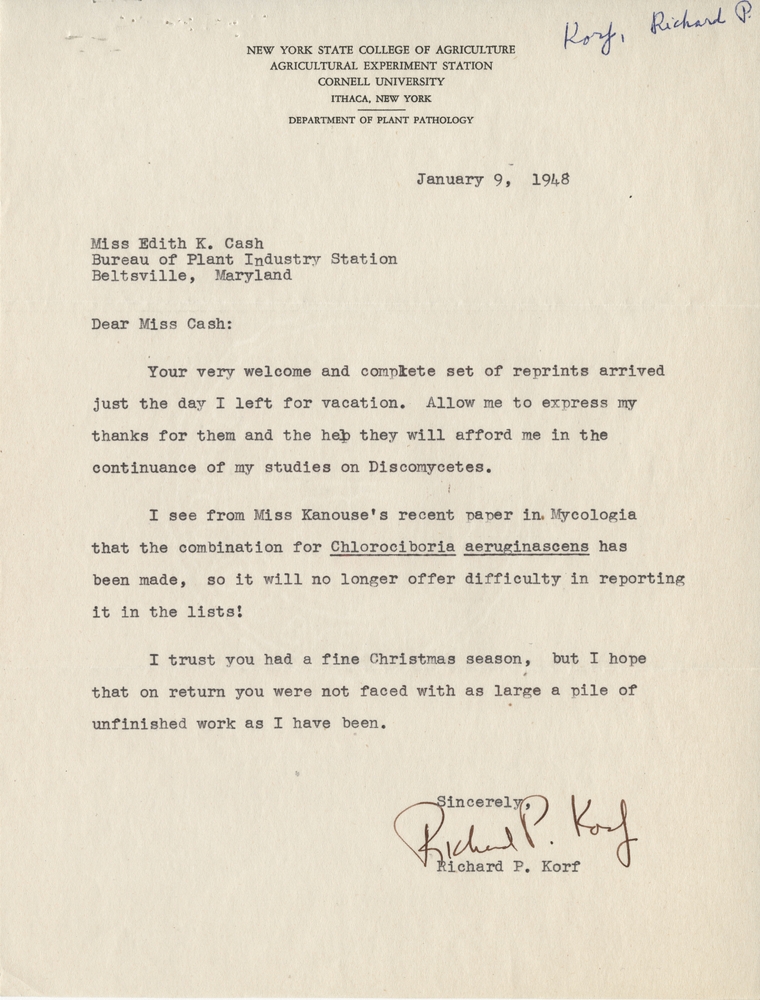 Korf, Richard P.
NEW YORK STATE COLLEGE OF AGRICULTURE
AGRICULTURAL EXPERIMENT STATION
CORNELL UNIVERSITY
ITHACA, NEW YORK
DEPARTMENT OF PLANT PATHOLOGY
January 9, 1948
Miss Edith K. Cash
Bureau of Plant Industry Station
Beltsville, Maryland
Dear Miss Cash:
Your very welcome and complete set of reprints arrived
just the day I left for vacation. Allow me to express my
thanks for them and the help they will afford me in the
continuance of my studies on Discomycetes.
I see from Miss Kanouse's recent paper in Mycologia
that the combination for Chlorociboria aeruginascens has
been made, so it will no longer offer difficulty in reporting
it in the lists!
I trust you had a fine Christmas season, but I hope
that on return you were not faced with as large a pile of
unfinished work as I have been.
Sincerely,
Richard P. Korf
Richard P. Korf